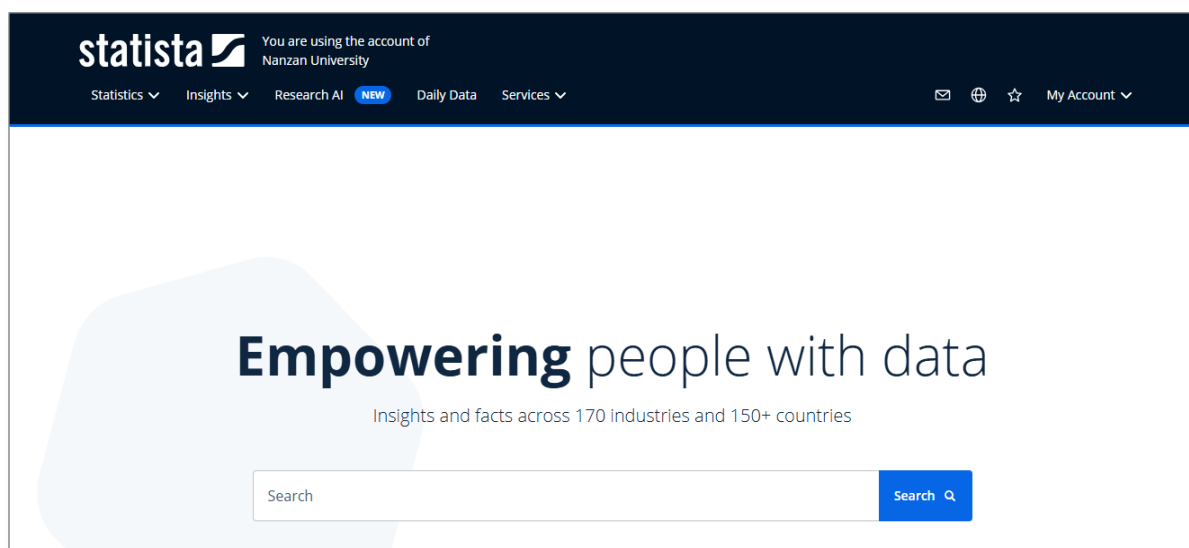 statista
You are using the account of
Nanzan University
Statistics Insights Research AI NEW Daily Data Services My Account
Empowering people with data
Insights and facts across 170 industries and 150+ countries
Search Search